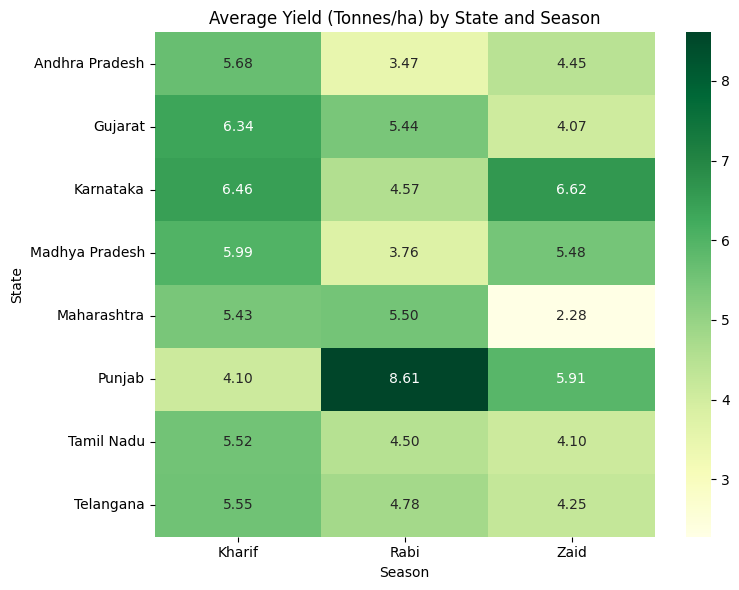 Average Yield (Tonnes/ha) by State and Season
Andhra Pradesh 5.68 3.47 4.45
Gujarat 6.34 5.44 4.07
Karnataka 6.46 4.57 6.62
Madhya Pradesh 5.99 3.76 5.48
Maharashtra 5.43 5.50 2.28
Punjab 4.10 8.61 5.91
Tamil Nadu 5.52 4.50 4.10
Telangana 5.55 4.78 4.25
Kharif Rabi Zaid
Season
State
8
7
6
5
4
3